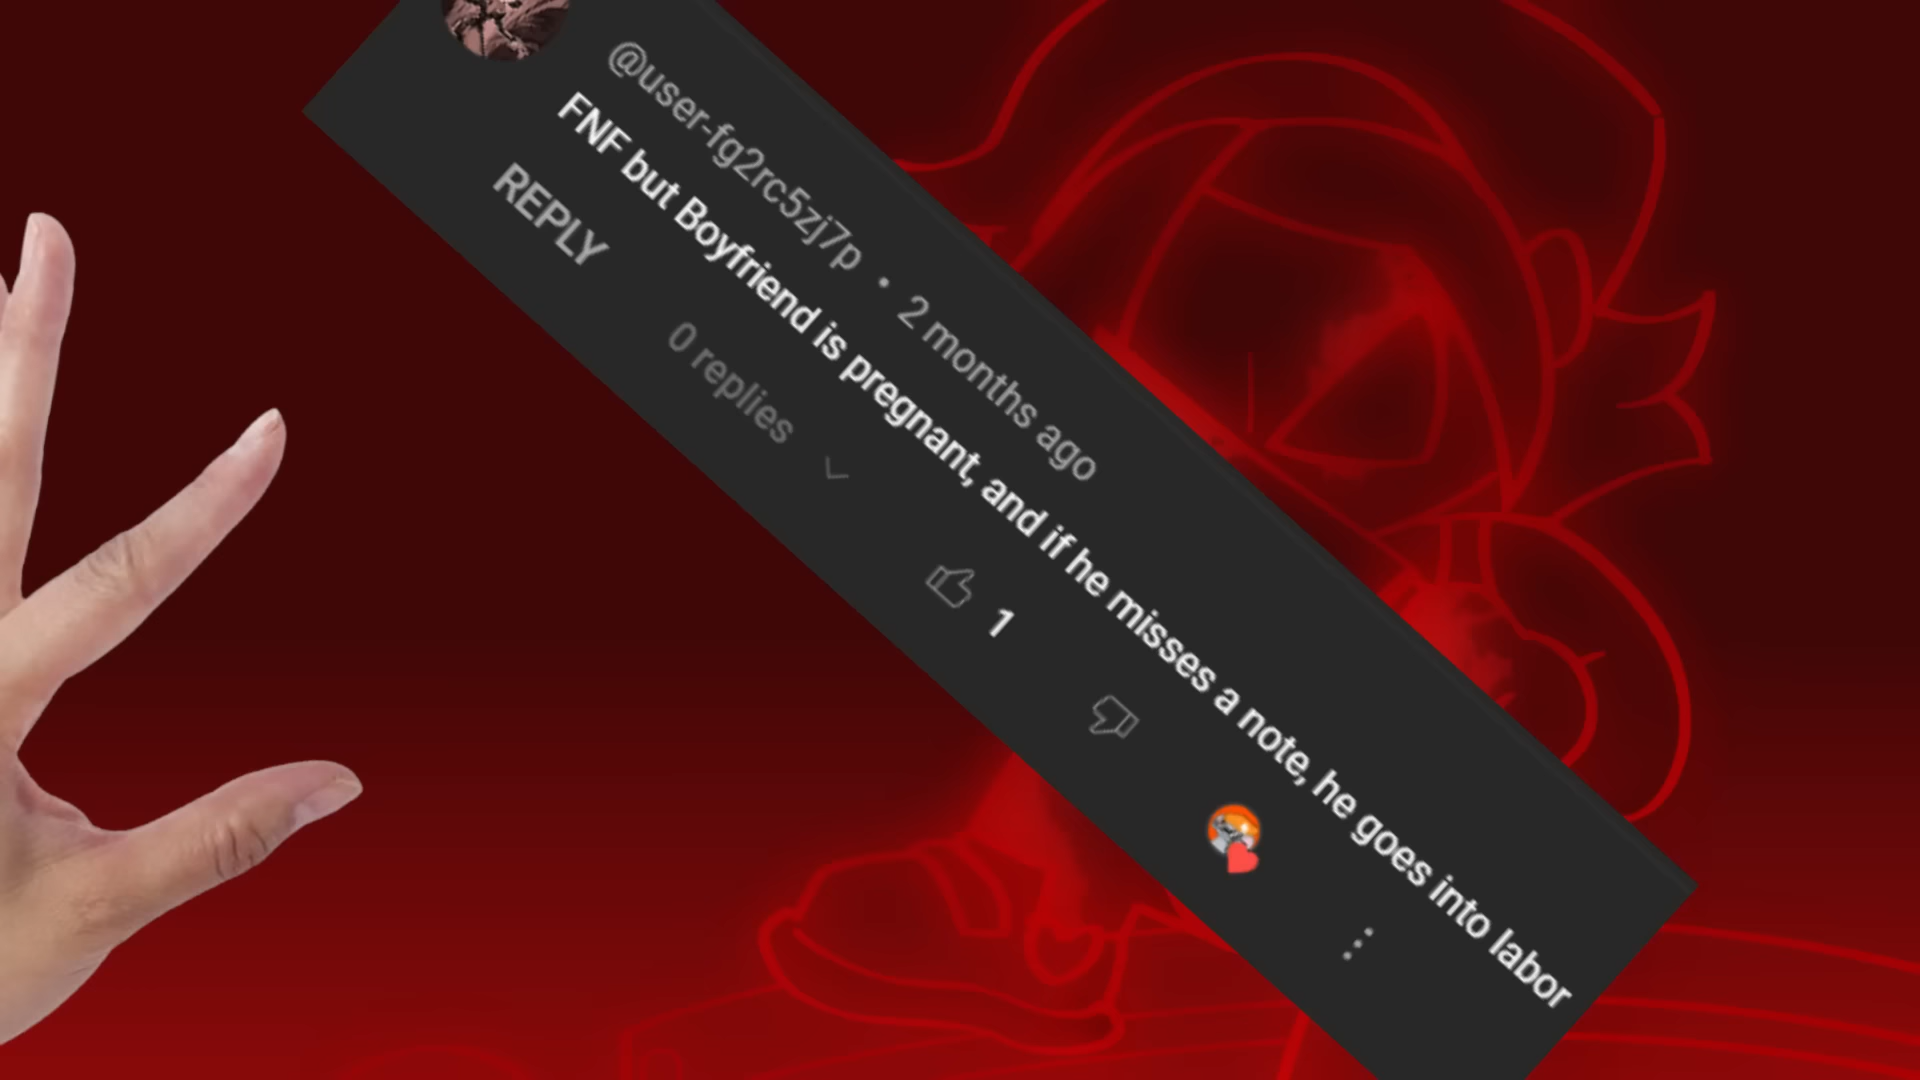 @user-fg2rc5zj7p • 2 months ago
FNF but Boyfriend is pregnant, and if he misses a note, he goes into labor
REPLY
0 replies
1